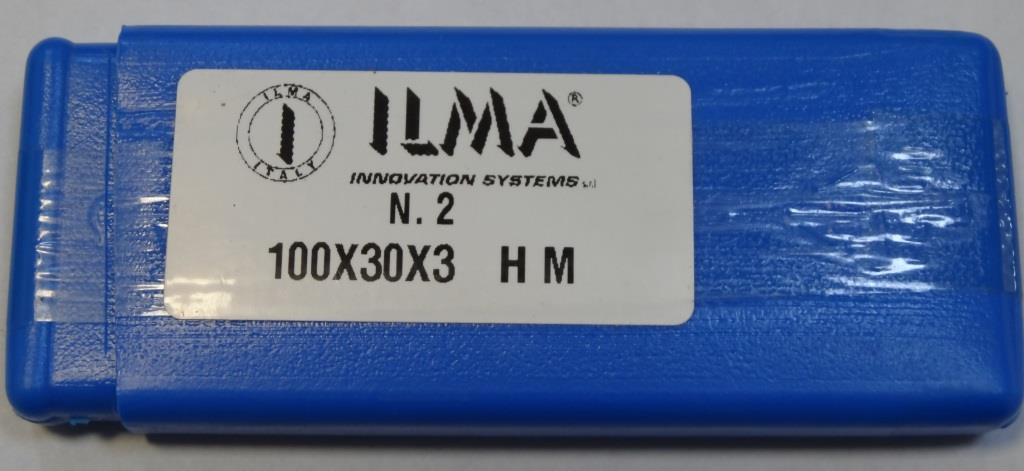 ILMA
ITALY
ILMA®
INNOVATION SYSTEMS s.r.l
N. 2
100X30X3 H M